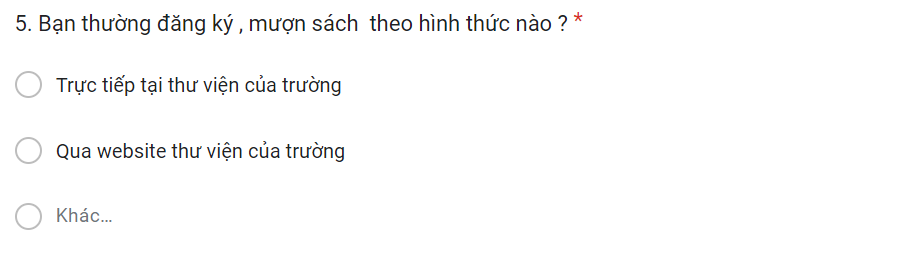 5. Bạn thường đăng ký , mượn sách  theo hình thức nào ? *
Trực tiếp tại thư viện của trường
Qua website thư viện của trường
Khác...